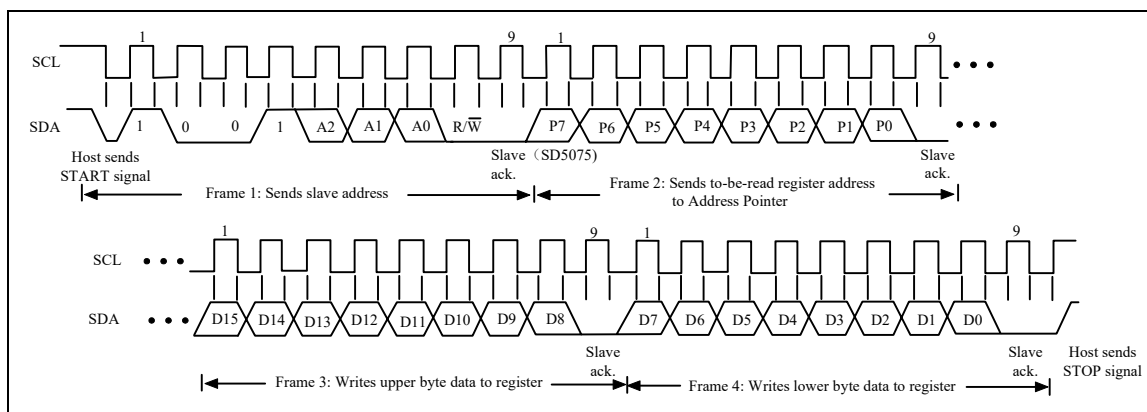 1 9 1 9
SCL • • •
SDA 1 0 0 1 A2 A1 A0 R/W̅ P7 P6 P5 P4 P3 P2 P1 P0 • • •
Host sends
START signal
Slave（SD5075)
ack.
Slave
ack.
Frame 1: Sends slave address
Frame 2: Sends to-be-read register address
to Address Pointer
1 9 1 9
SCL • • •
SDA • • • D15 D14 D13 D12 D11 D10 D9 D8 D7 D6 D5 D4 D3 D2 D1 D0
Slave
ack.
Slave
ack.
Host sends
STOP signal
Frame 3: Writes upper byte data to register
Frame 4: Writes lower byte data to register